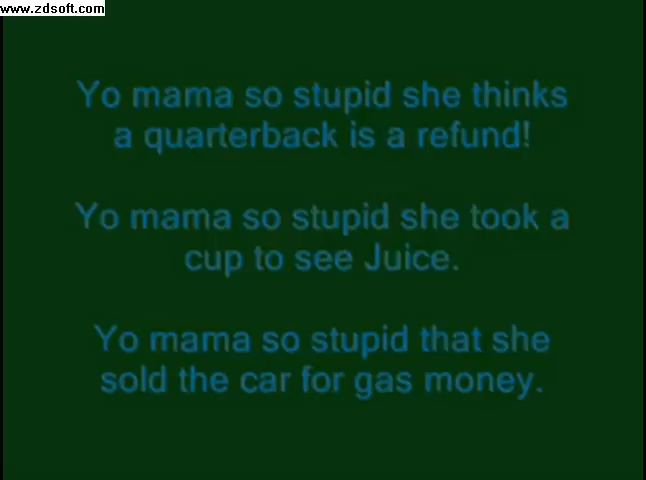 www.zdsoft.com
Yo mama so stupid she thinks
a quarterback is a refund!
Yo mama so stupid she took a
cup to see Juice.
Yo mama so stupid that she
sold the car for gas money.